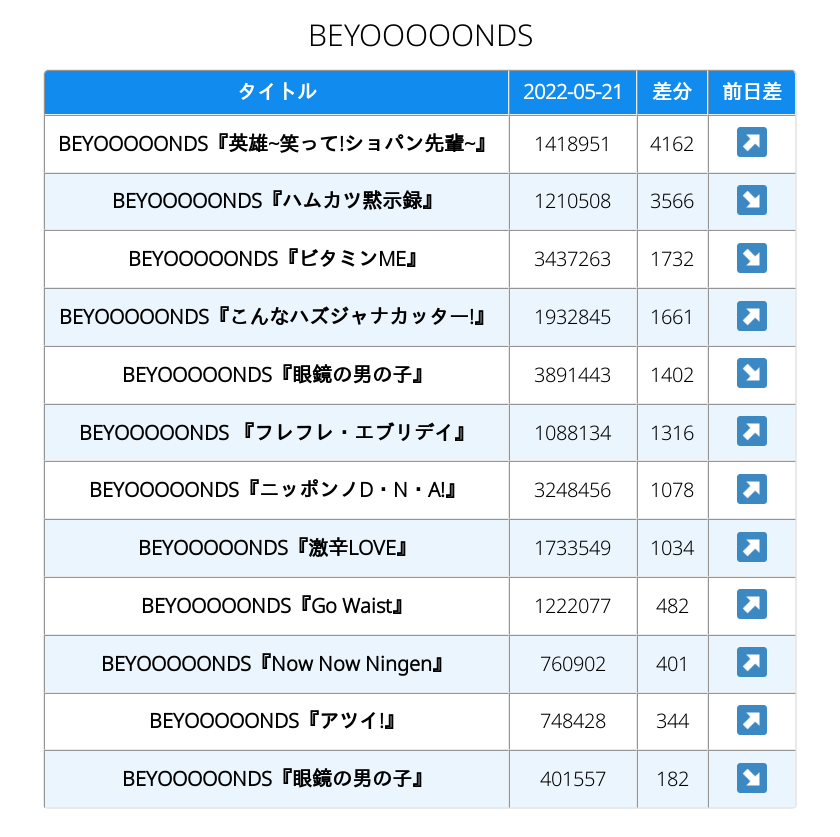 BEYOOOOONDS
タイトル 2022-05-21 差分 前日差
BEYOOOOONDS『英雄~笑って!ショパン先輩~』 1418951 4162 ↗
BEYOOOOONDS『ハムカツ黙示録』 1210508 3566 ↘
BEYOOOOONDS『ビタミンME』 3437263 1732 ↘
BEYOOOOONDS『こんなハズジャナカッター!』 1932845 1661 ↗
BEYOOOOONDS『眼鏡の男の子』 3891443 1402 ↘
BEYOOOOONDS 『フレフレ・エブリデイ』 1088134 1316 ↗
BEYOOOOONDS『ニッポンノD・N・A!』 3248456 1078 ↗
BEYOOOOONDS『激辛LOVE』 1733549 1034 ↗
BEYOOOOONDS『Go Waist』 1222077 482 ↗
BEYOOOOONDS『Now Now Ningen』 760902 401 ↗
BEYOOOOONDS『アツイ!』 748428 344 ↗
BEYOOOOONDS『眼鏡の男の子』 401557 182 ↘